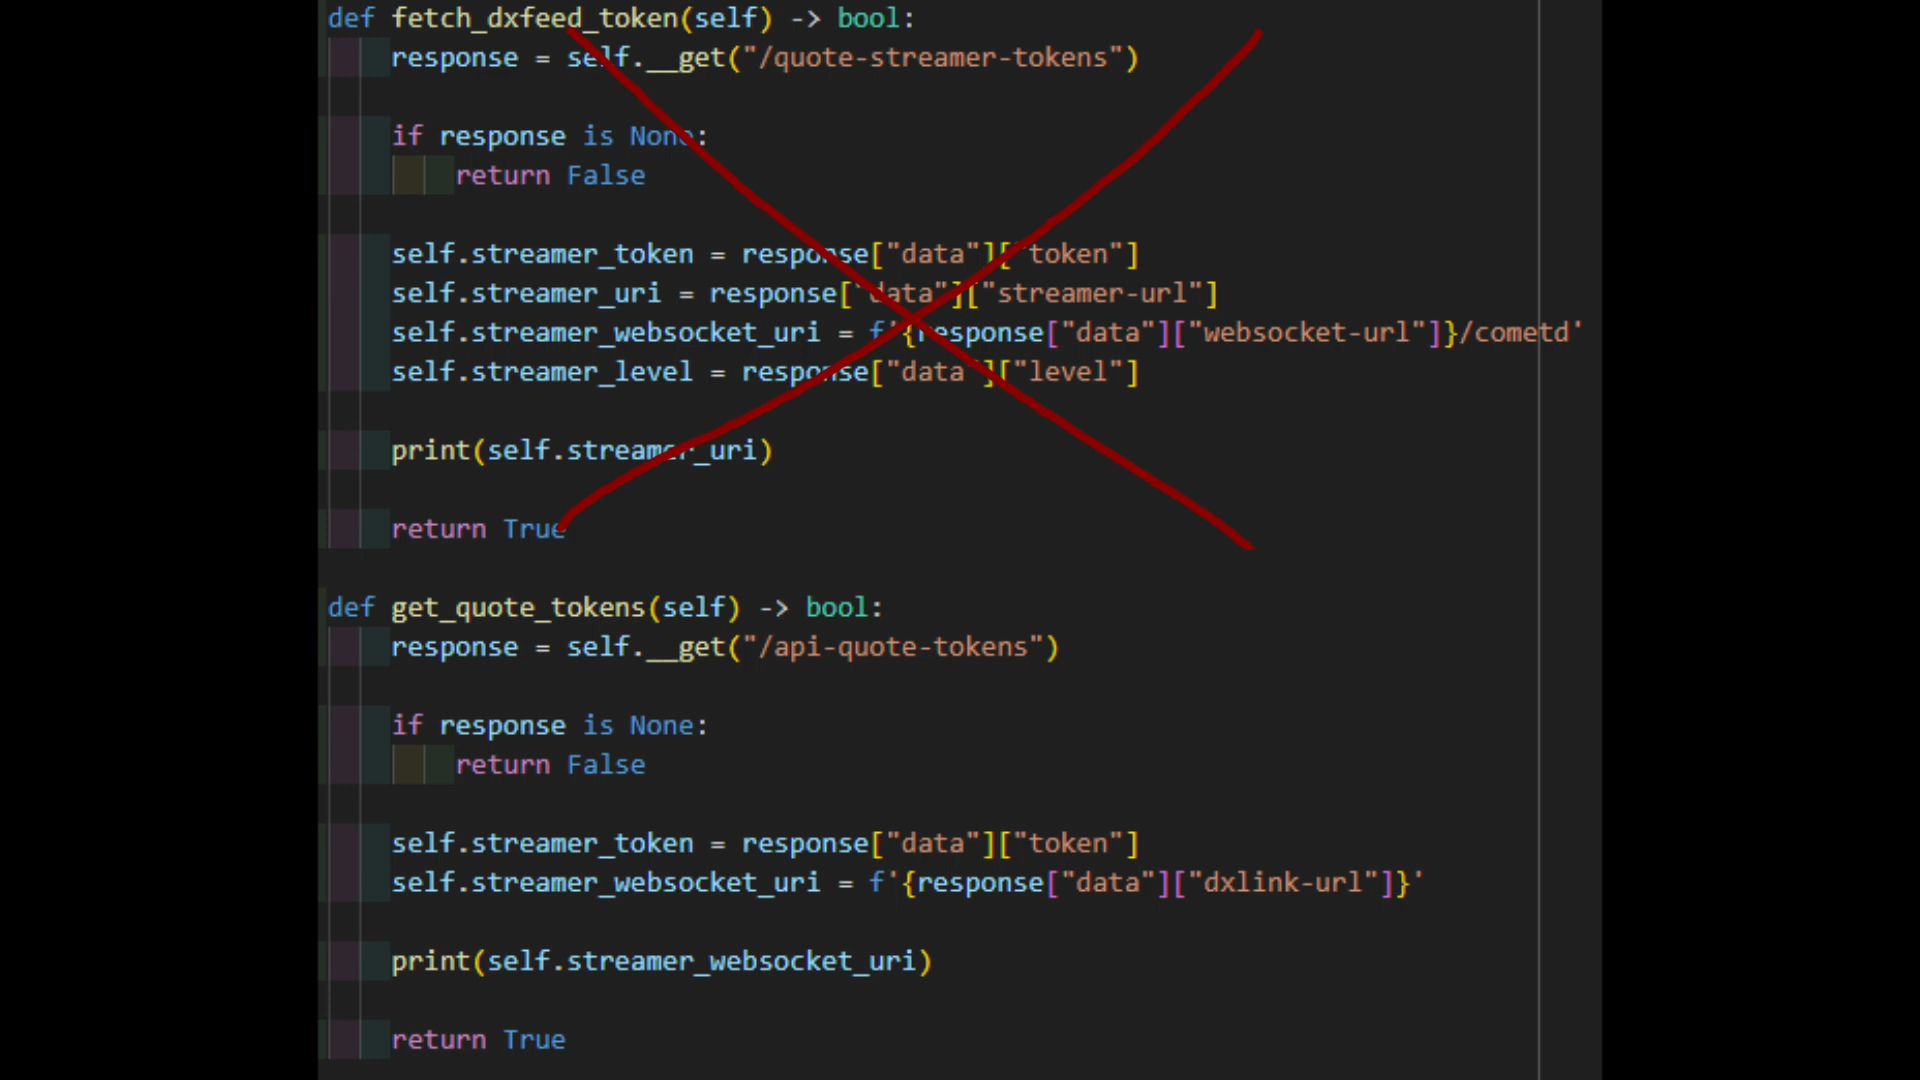 def fetch_dxfeed_token(self) -> bool:
response = self.__get("/quote-streamer-tokens")
if response is None:
return False
self.streamer_token = response["data"]["token"]
self.streamer_uri = response["data"]["streamer-url"]
self.streamer_websocket_uri = f'{response["data"]["websocket-url"]}/cometd'
self.streamer_level = response["data"]["level"]
print(self.streamer_uri)
return True
def get_quote_tokens(self) -> bool:
response = self.__get("/api-quote-tokens")
if response is None:
return False
self.streamer_token = response["data"]["token"]
self.streamer_websocket_uri = f'{response["data"]["dxlink-url"]}'
print(self.streamer_websocket_uri)
return True